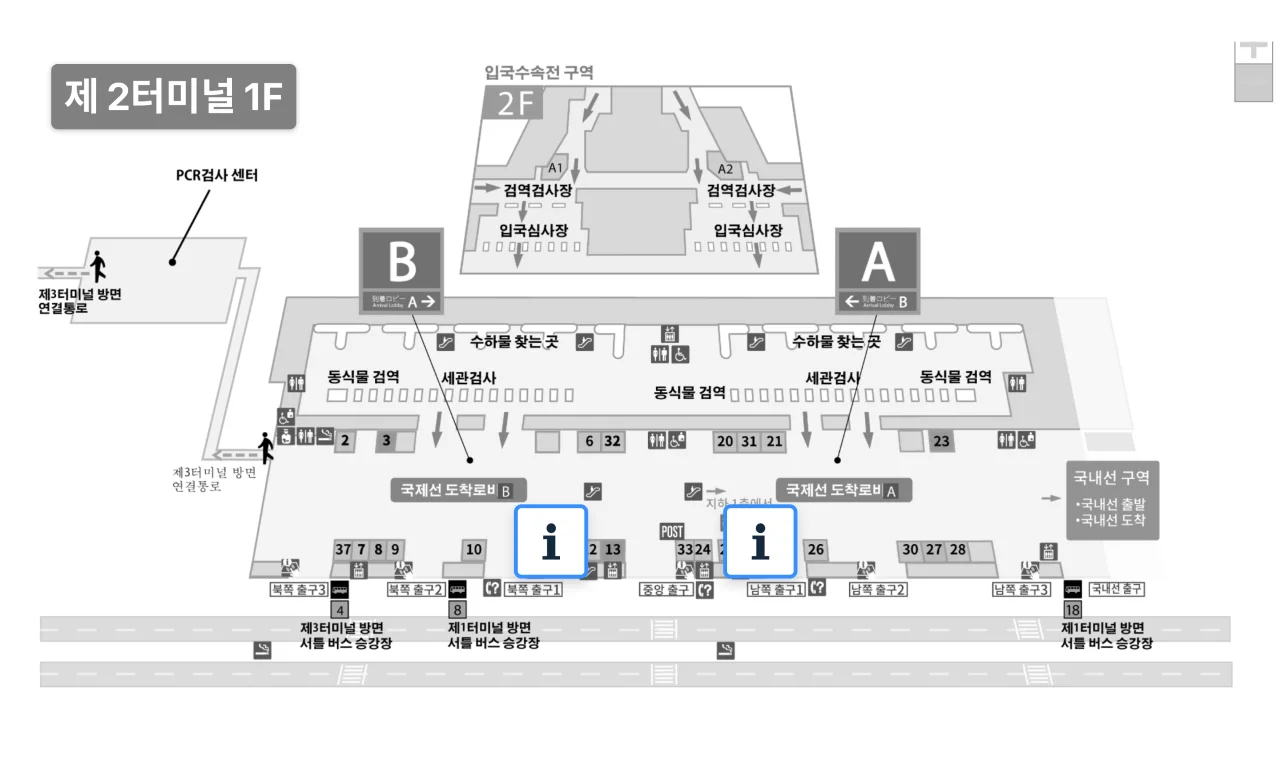 제 2터미널 1F
입국수속전 구역
2F
A1
A2
검역검사장
검역검사장
입국심사장
입국심사장
PCR검사 센터
제3터미널 방면
연결통로
B
到着ロビー
Arrival Lobby
A
A
到着ロビー
Arrival Lobby
B
수하물 찾는 곳
수하물 찾는 곳
동식물 검역
세관검사
동식물 검역
세관검사
동식물 검역
2
3
6
32
20
31
21
23
제3터미널 방면
연결통로
국제선 도착로비 B
지하 1층에서
국제선 도착로비 A
국내선 구역
•국내선 출발
•국내선 도착
i
i
POST
37
7
8
9
10
2
13
33
24
26
30
27
28
북쪽 출구3
북쪽 출구2
북쪽 출구1
중앙 출구
남쪽 출구1
남쪽 출구2
남쪽 출구3
국내선 출구
4
8
18
제3터미널 방면
서틀 버스 승강장
제1터미널 방면
서틀 버스 승강장
제1터미널 방면
서틀 버스 승강장